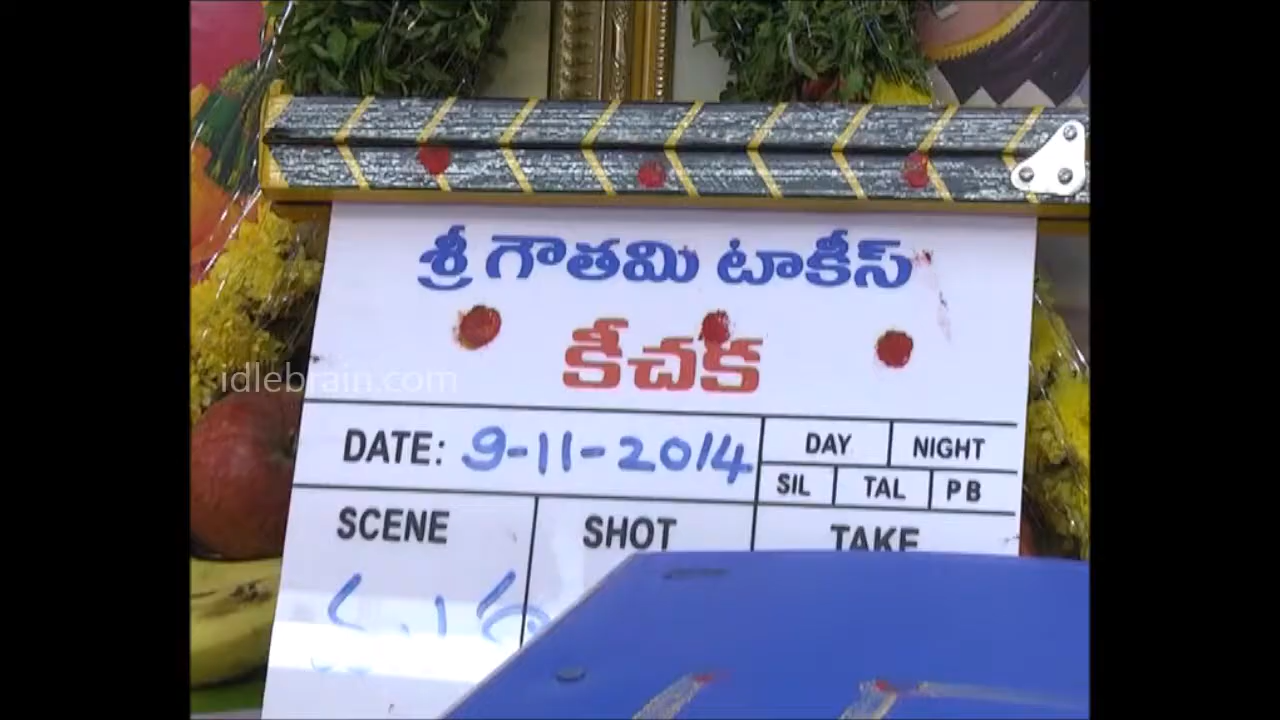 శ్రీ గౌతమి టాకీస్
కీచక
idlebrain.com
DATE: 9-11-2014
DAY NIGHT
SIL TAL PB
SCENE SHOT TAKE